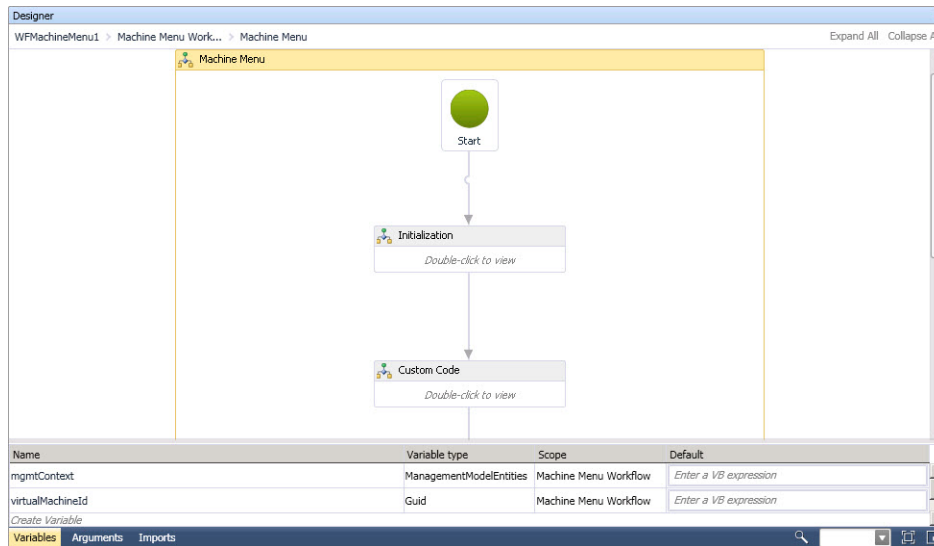 Designer
WFMachineMenu1 > Machine Menu Work... > Machine Menu Expand All Collapse A
Machine Menu
Start
Initialization
Double-click to view
Custom Code
Double-click to view
Name Variable type Scope Default
mgmtContext ManagementModelEntities Machine Menu Workflow Enter a VB expression
virtualMachineId Guid Machine Menu Workflow Enter a VB expression
Create Variable
Variables Arguments Imports